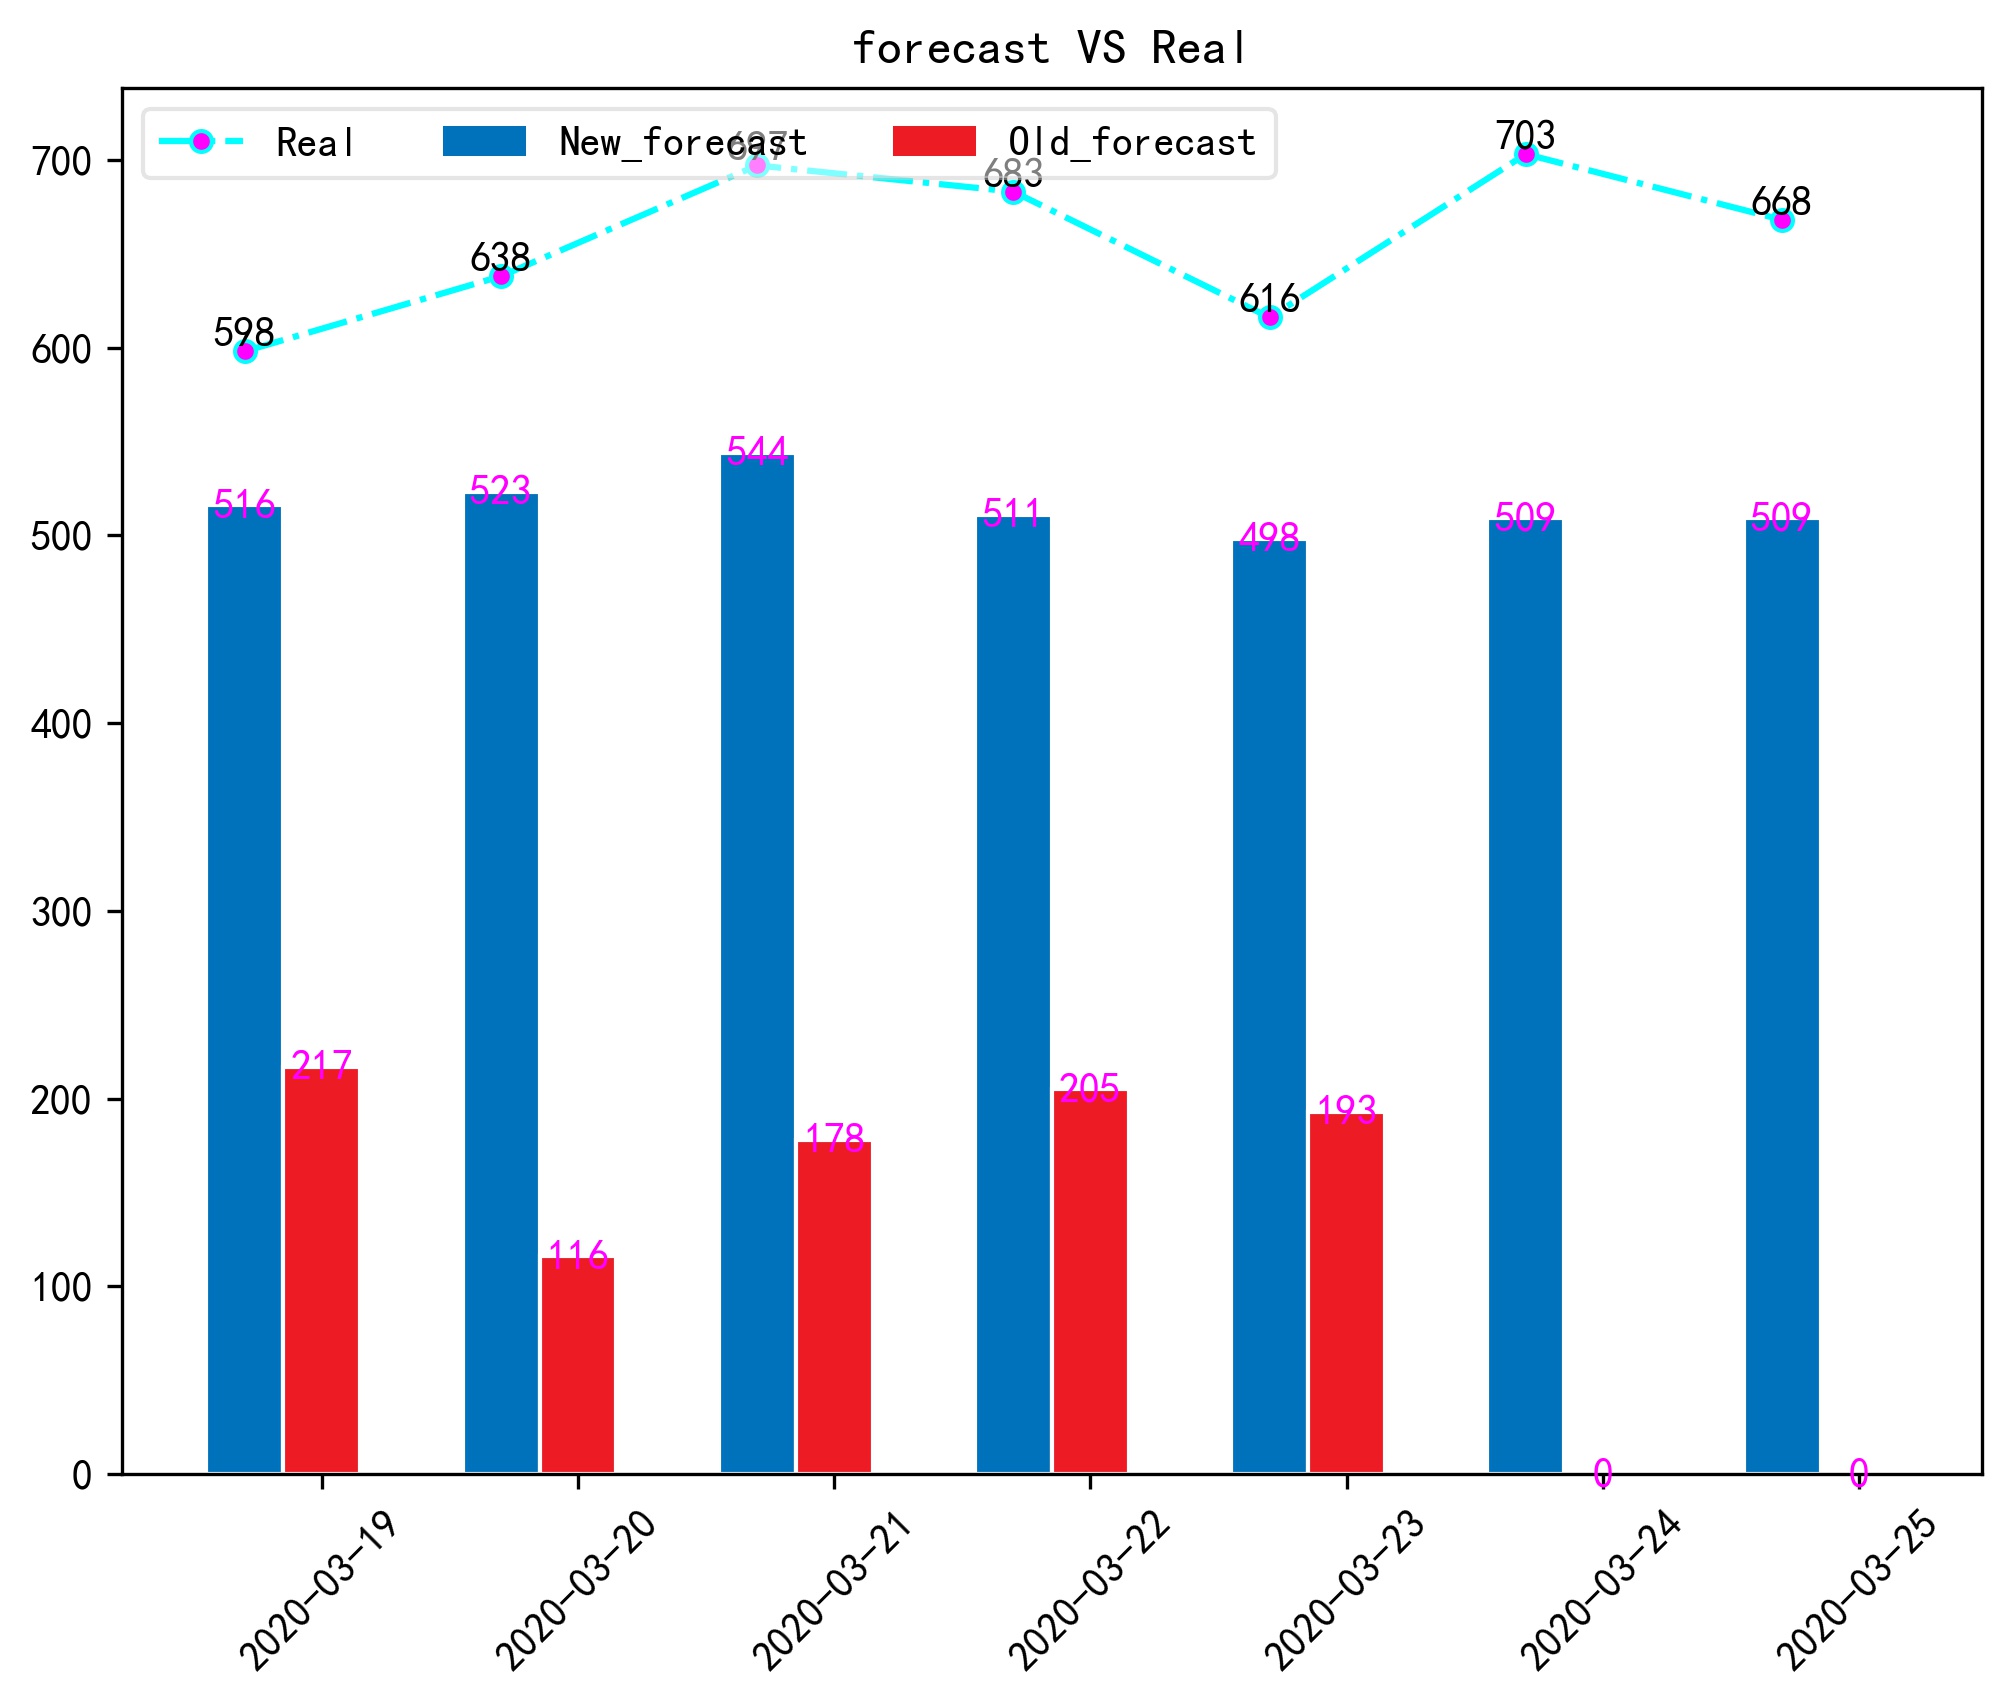 forecast VS Real
Real New_forecast Old_forecast
700
600
500
400
300
200
100
0
598 638 697 683 616 703 668
516 523 544 511 498 509 509
217 116 178 205 193 0 0
2020-03-19 2020-03-20 2020-03-21 2020-03-22 2020-03-23 2020-03-24 2020-03-25